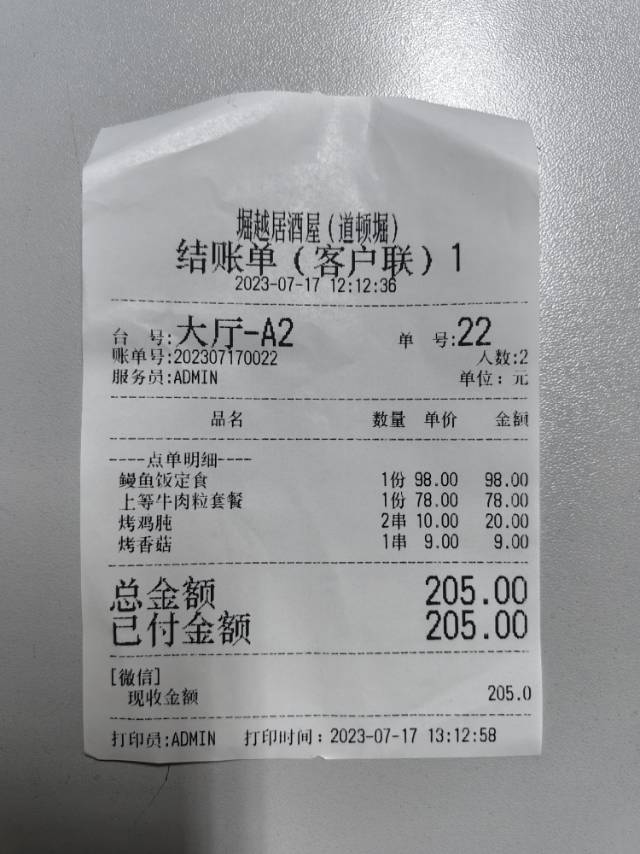 堀越居酒屋(道顿堀)
结账单(客户联)1
2023-07-17 12:12:36
台 号:大厅-A2 单 号:22
账单号:202307170022 人数:2
服务员:ADMIN 单位:元
品名 数量 单价 金额
----点单明细----
鳗鱼饭定食 1份 98.00 98.00
上等牛肉粒套餐 1份 78.00 78.00
烤鸡肫 2串 10.00 20.00
烤香菇 1串 9.00 9.00
总金额 205.00
已付金额 205.00
[微信]
现收金额 205.0
打印员:ADMIN 打印时间:2023-07-17 13:12:58